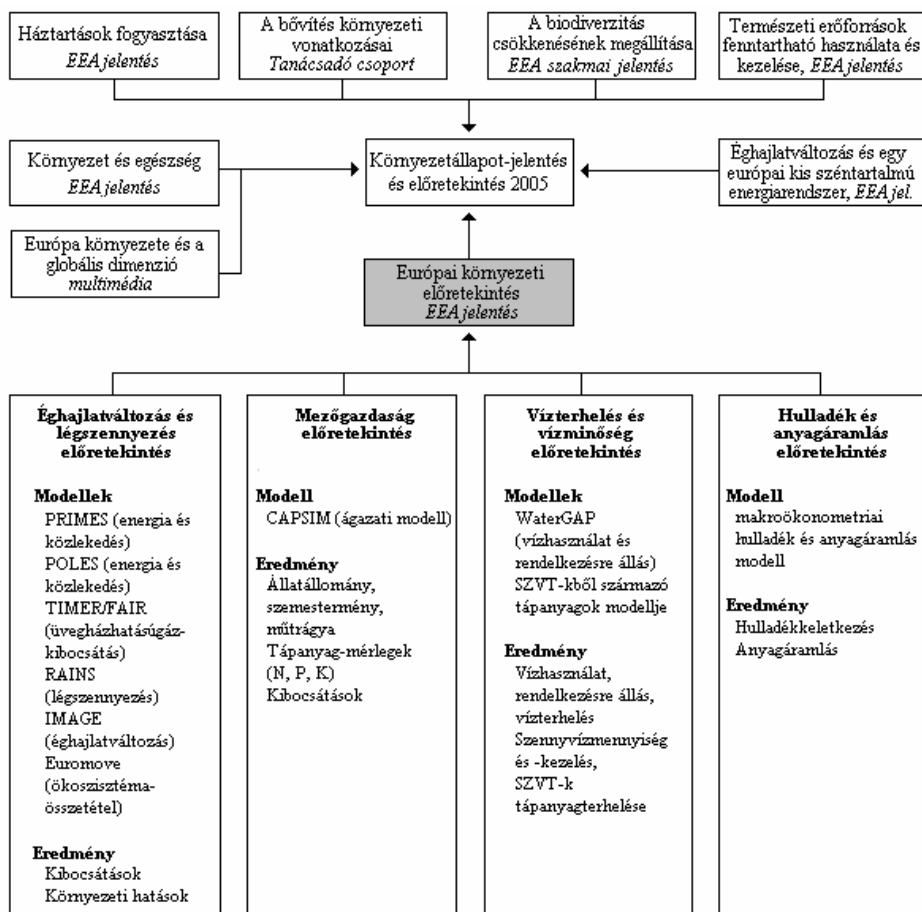 Háztartások fogyasztása
EEA jelentés
A bővítés környezeti
vonatkozásai
Tanácsadó csoport
A biodiverzitás
csökkenésének megállítása
EEA szakmai jelentés
Természeti erőforrások
fenntartható használata és
kezelése, EEA jelentés
Környezet és egészség
EEA jelentés
Környezetállapot-jelentés
és előretekintés 2005
Éghajlatváltozás és egy
európai kis széntartalmú
energiarendszer, EEA jel.
Európa környezete és a
globális dimenzió
multimédia
Európai környezeti
előretekintés
EEA jelentés
Éghajlatváltozás és
légszennyezés
előretekintés
Modellek
PRIMES (energia és
közlekedés)
POLES (energia és
közlekedés)
TIMER/FAIR
(üvegházhatásúgáz-
kibocsátás)
RAINS
(légszennyezés)
IMAGE
(éghajlatváltozás)
Euromove
(ökoszisztéma-
összetétel)
Eredmény
Kibocsátások
Környezeti hatások
Mezőgazdaság
előretekintés
Modell
CAPSIM (ágazati modell)
Eredmény
Állatállomány,
szemestermény,
műtrágya
Tápanyag-mérlegek
(N, P, K)
Kibocsátások
Vízterhelés és
vízminőség
előretekintés
Modellek
WaterGAP
(vízhasználat és
rendelkezésre állás)
SZVT-kből származó
tápanyagok modellje
Eredmény
Vízhasználat,
rendelkezésre állás,
vízterhelés
Szennyvízmennyiség
és -kezelés,
SZVT-k
tápanyagterhelése
Hulladék és
anyagáramlás
előretekintés
Modell
makroökonometriai
hulladék és anyagáramlás
modell
Eredmény
Hulladékkeletkezés
Anyagáramlás